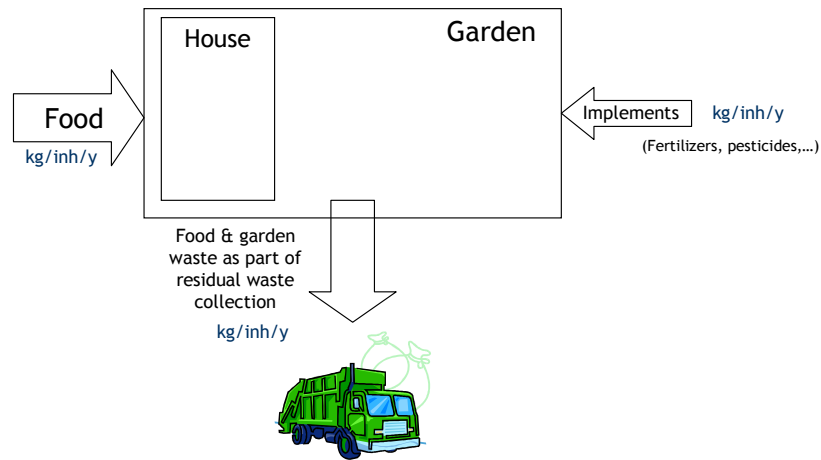 House
Garden
Food
kg/inh/y
Implements
kg/inh/y
(Fertilizers, pesticides,...)
Food & garden
waste as part of
residual waste
collection
kg/inh/y